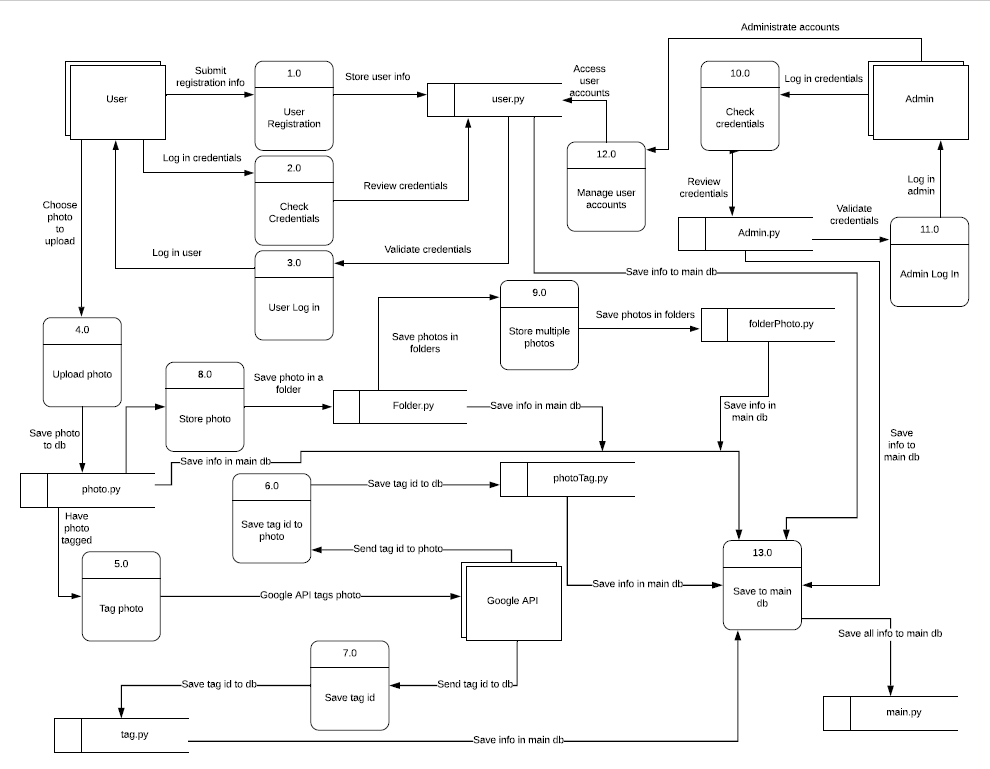 Administrate accounts
User
Submit
registration info
1.0
User
Registration
Store user info
user.py
Access
user
accounts
10.0
Check
credentials
Log in credentials
Admin
Log in credentials
2.0
Check
Credentials
Review credentials
12.0
Manage user
accounts
Review
credentials
Log in
admin
Choose
photo
to
upload
Log in user
3.0
User Log in
Validate credentials
Admin.py
Validate
credentials
11.0
Admin Log In
Save info to main db
4.0
Upload photo
Save photos in
folders
9.0
Store multiple
photos
Save photos in folders
folderPhoto.py
8.0
Store photo
Save photo in a
folder
Folder.py
Save info in main db
Save info in
main db
Save
info to
main db
Save photo
to db
photo.py
Save info in main db
6.0
Save tag id to
photo
Save tag id to db
photoTag.py
Have
photo
tagged
5.0
Tag photo
Send tag id to photo
Google API tags photo
Google API
Save info in main db
13.0
Save to main
db
Save all info to main db
7.0
Save tag id
Save tag id to db
Send tag id to db
main.py
tag.py
Save info in main db